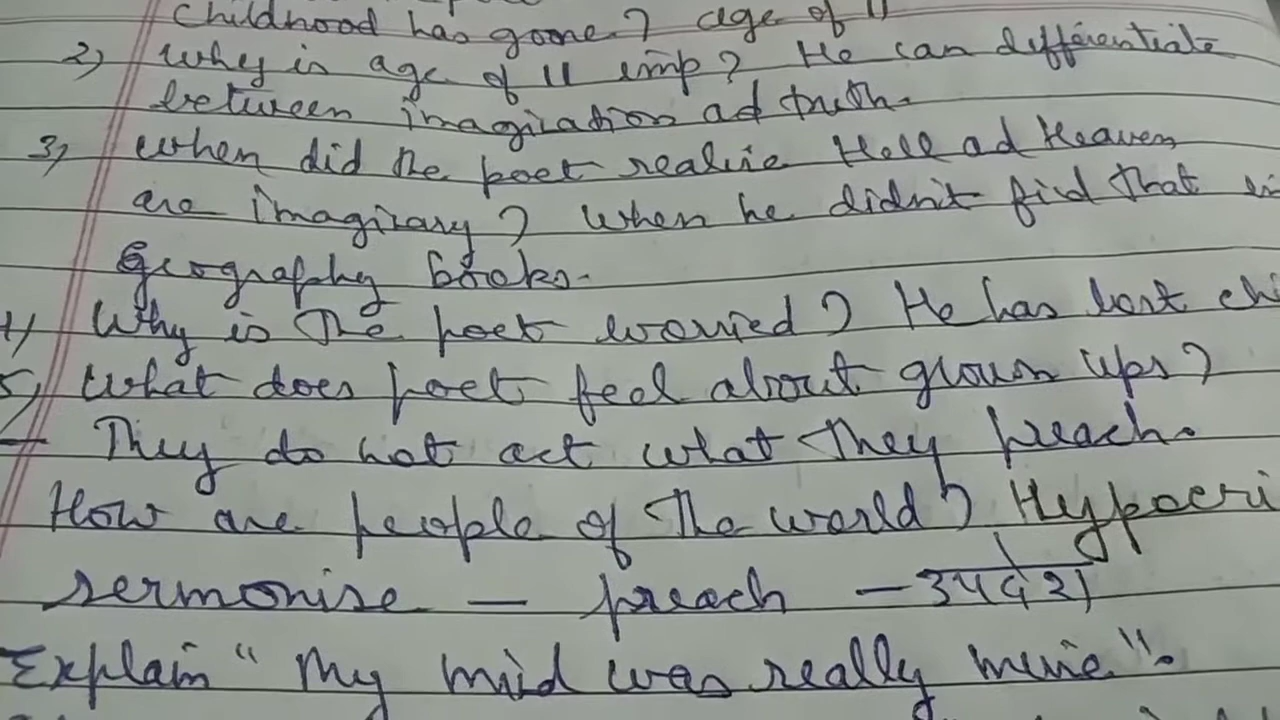 childhood has gone? age of 11
2) Why is age of 11 imp? He can differentiate
between imagination ad truth.
3) When did the poet realise Hell ad Heaven
are imaginary? When he didn't find that
Geography books.
4) Why is the poet worried? He has lost
5) What does poet feel about grown ups?
- They do not act what they preach.
How are people of the world? Hypocri
sermonise - preach - उपदेश
Explain "My mind was really mine".